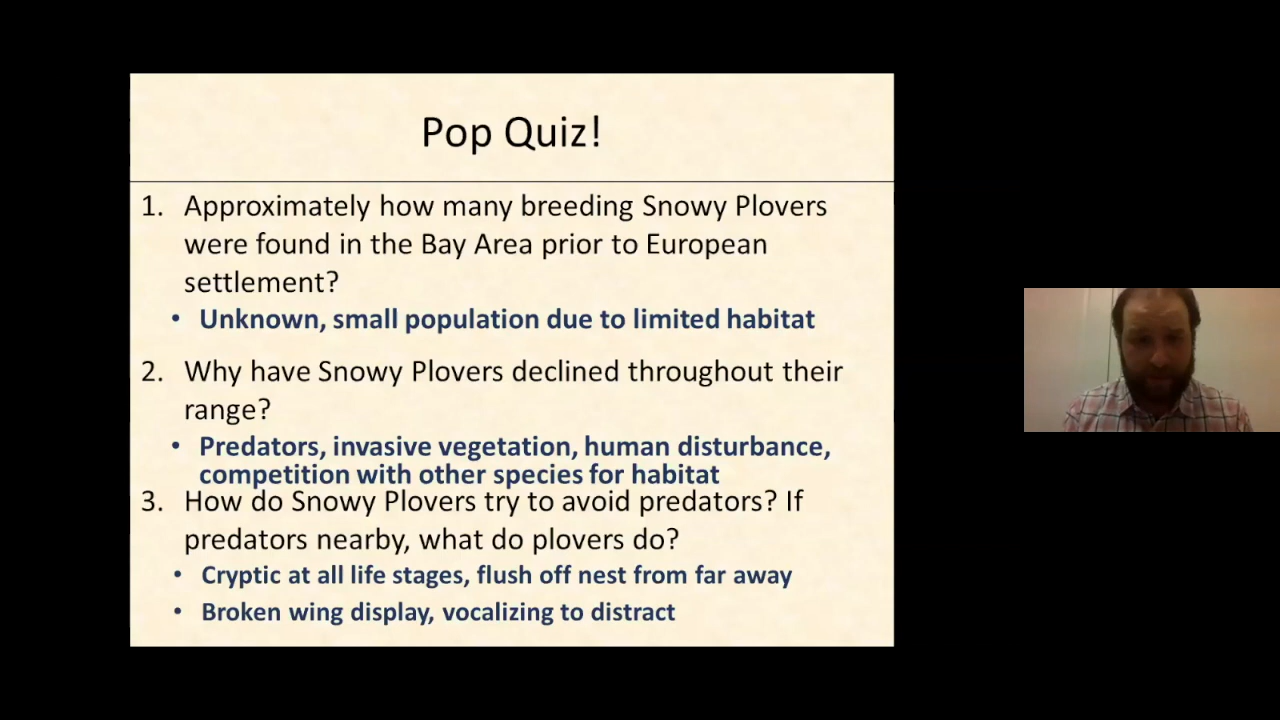 Pop Quiz!
1. Approximately how many breeding Snowy Plovers
were found in the Bay Area prior to European
settlement?
• Unknown, small population due to limited habitat
2. Why have Snowy Plovers declined throughout their
range?
• Predators, invasive vegetation, human disturbance,
competition with other species for habitat
3. How do Snowy Plovers try to avoid predators? If
predators nearby, what do plovers do?
• Cryptic at all life stages, flush off nest from far away
• Broken wing display, vocalizing to distract